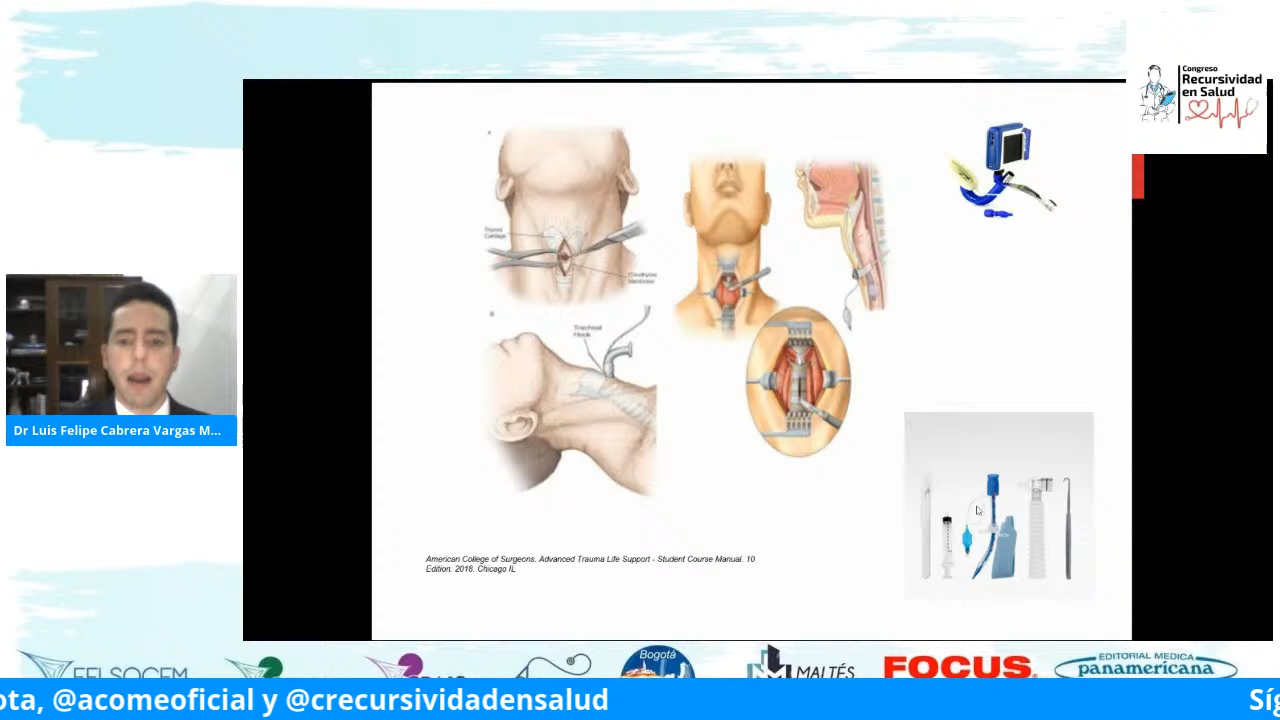 Congreso
Recursividad
en Salud
Thyroid
Cartilage
Cricothyroid
Membrane
Tracheal
Hook
Dr Luis Felipe Cabrera Vargas M...
American College of Surgeons. Advanced Trauma Life Support - Student Course Manual. 10
Edition. 2018. Chicago IL
Bogotá
MALTÉS
FOCUS
EDITORIAL MEDICA
panamericana
ota, @acomeoficial y @crecursividadensalud
Síg